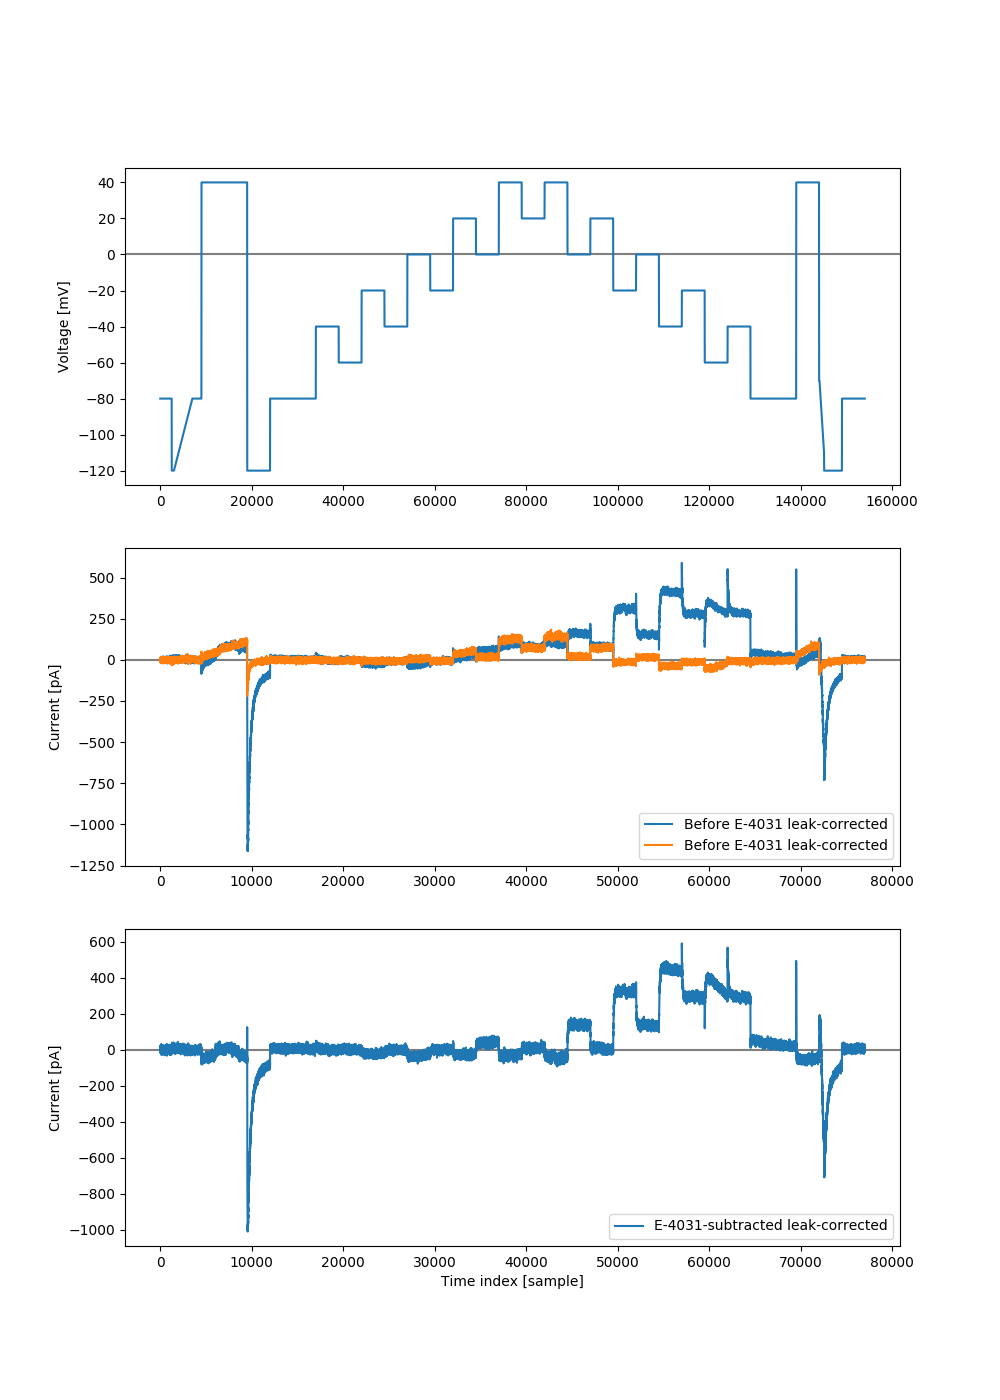 40
20
0
−20
−40
−60
−80
−100
−120
Voltage [mV]
0 20000 40000 60000 80000 100000 120000 140000 160000
500
250
0
−250
−500
−750
−1000
−1250
Current [pA]
Before E-4031 leak-corrected
Before E-4031 leak-corrected
0 10000 20000 30000 40000 50000 60000 70000 80000
600
400
200
0
−200
−400
−600
−800
−1000
Current [pA]
E-4031-subtracted leak-corrected
0 10000 20000 30000 40000 50000 60000 70000 80000
Time index [sample]